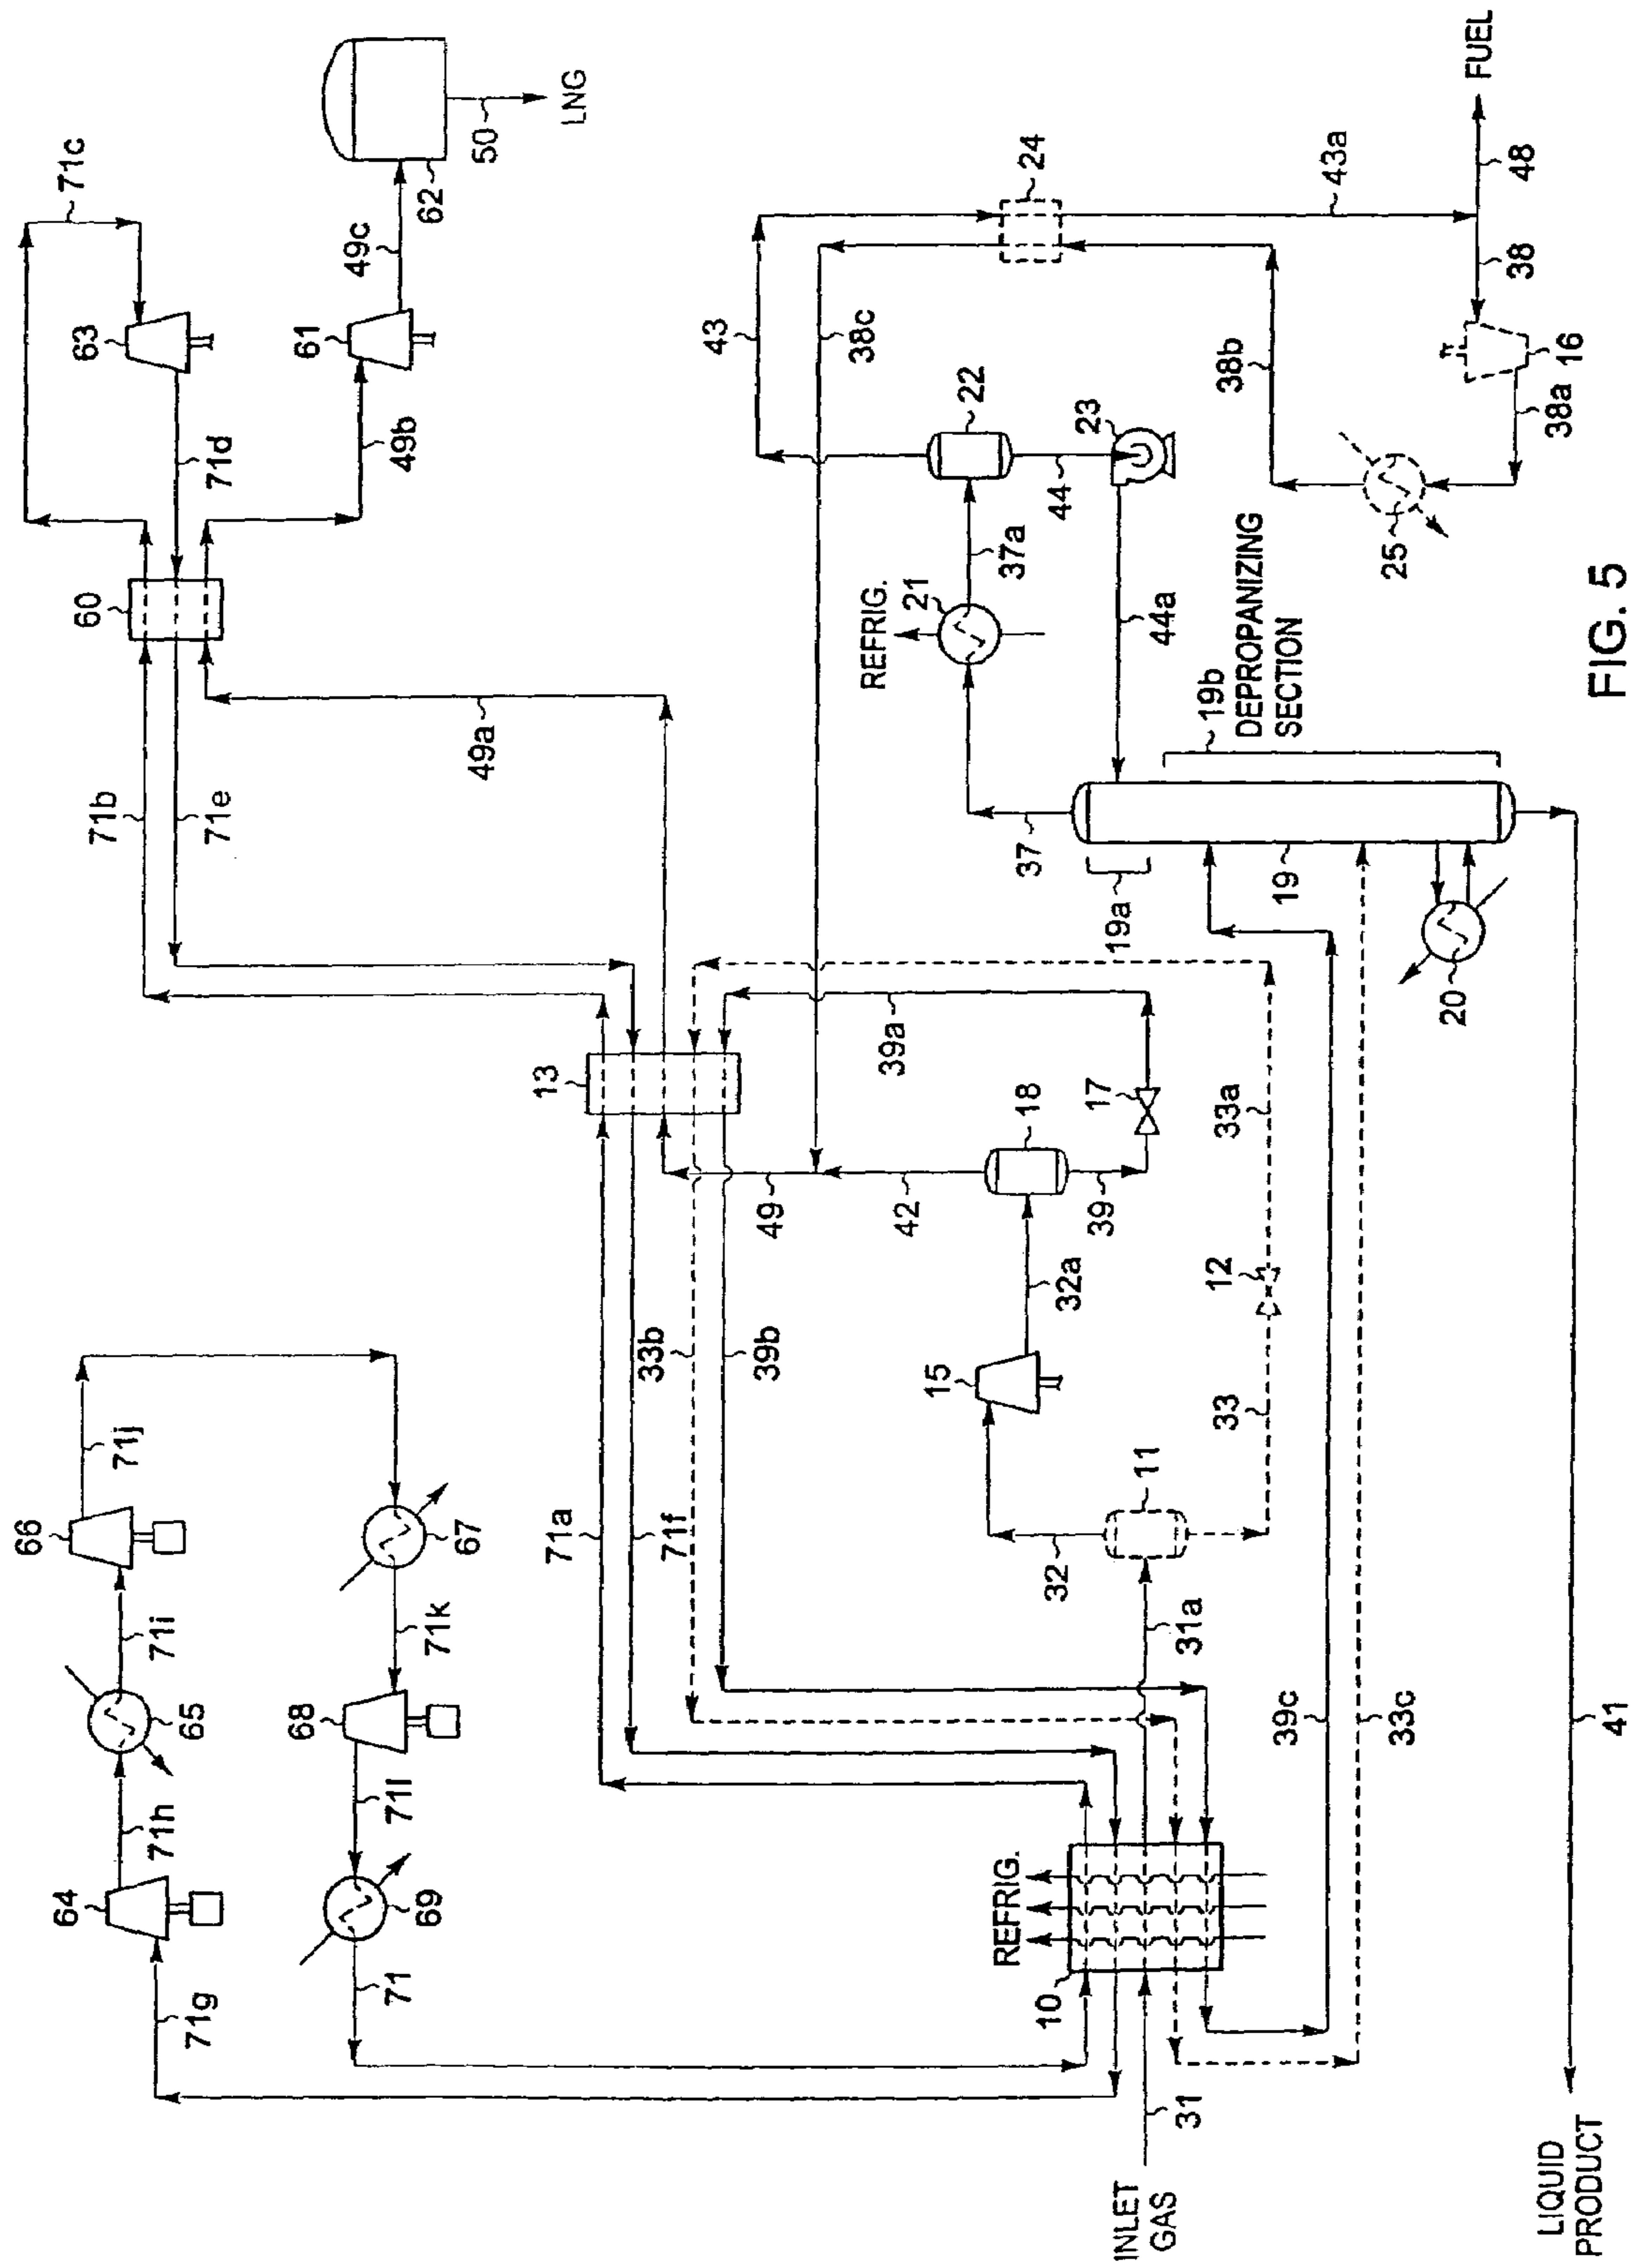 66
64
71c
63
60
71b
71j
71h
71i
65
71g
71e
71d
68
61
49c
71
71l
71k
49b
69
62
67
49a
50
13
71a
LNG
33b
71f
43
39b
49
38c
REFRIG.
39a
42
21
15
22
REFRIG.
37a
18
37
24
10
32
44
32a
17
23
39
19a
11
44a
INLET
GAS
31
31a
12
19b
33
33a
38b
DEPROPANIZING
SECTION
19
39c
43a
25
33c
20
FUEL
48
38
38a
16
LIQUID
PRODUCT
41
FIG. 5